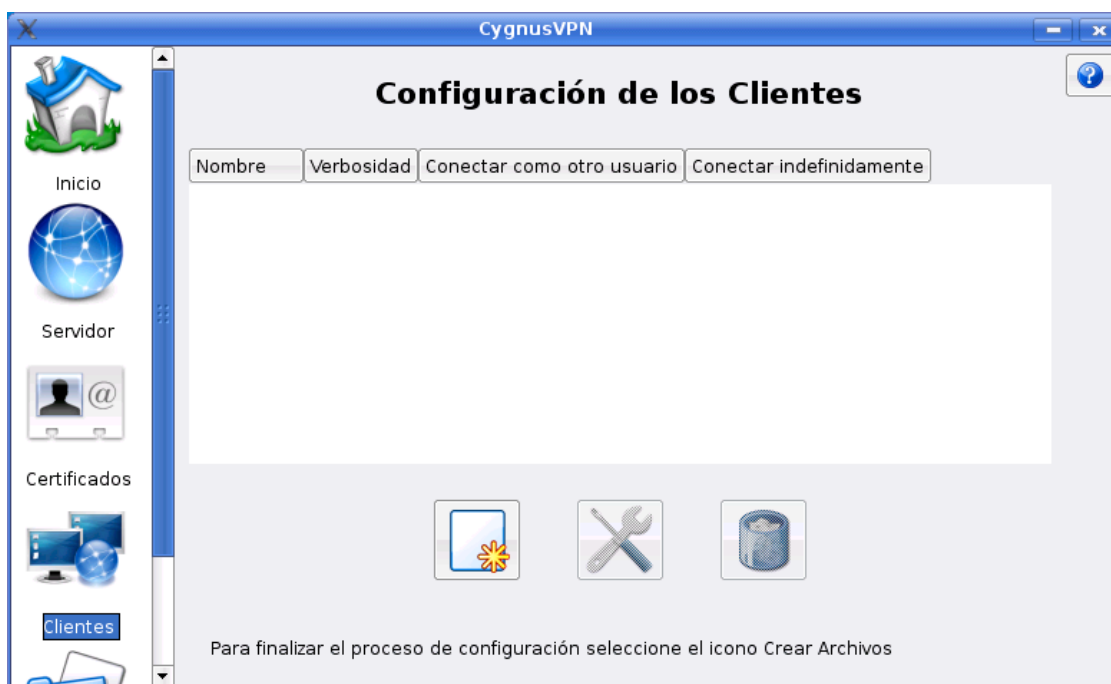 CygnusVPN
Configuración de los Clientes
Nombre Verbosidad Conectar como otro usuario Conectar indefinidamente
Inicio
Servidor
@
Certificados
Clientes
Para finalizar el proceso de configuración seleccione el icono Crear Archivos